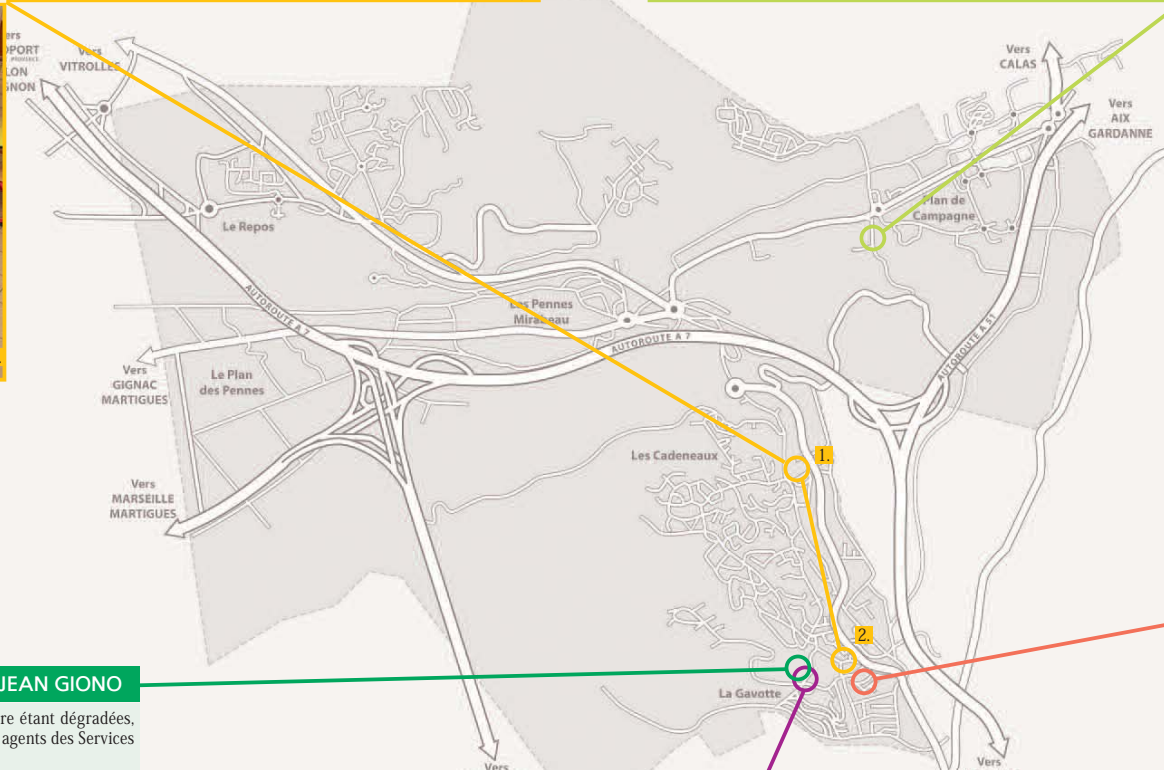 Vers
VITROLLES
Vers
CALAS
Vers
AIX
GARDANNE
Le Repos
Plan de
Campagne
AUTOROUTE A 7
Les Pennes
Mirabeau
AUTOROUTE A 7
AUTOROUTE A 51
Vers
GIGNAC
MARTIGUES
Le Plan
des Pennes
Les Cadeneaux
1.
Vers
MARSEILLE
MARTIGUES
2.
JEAN GIONO
La Gavotte
re étant dégradées,
agents des Services
Vers
Vers